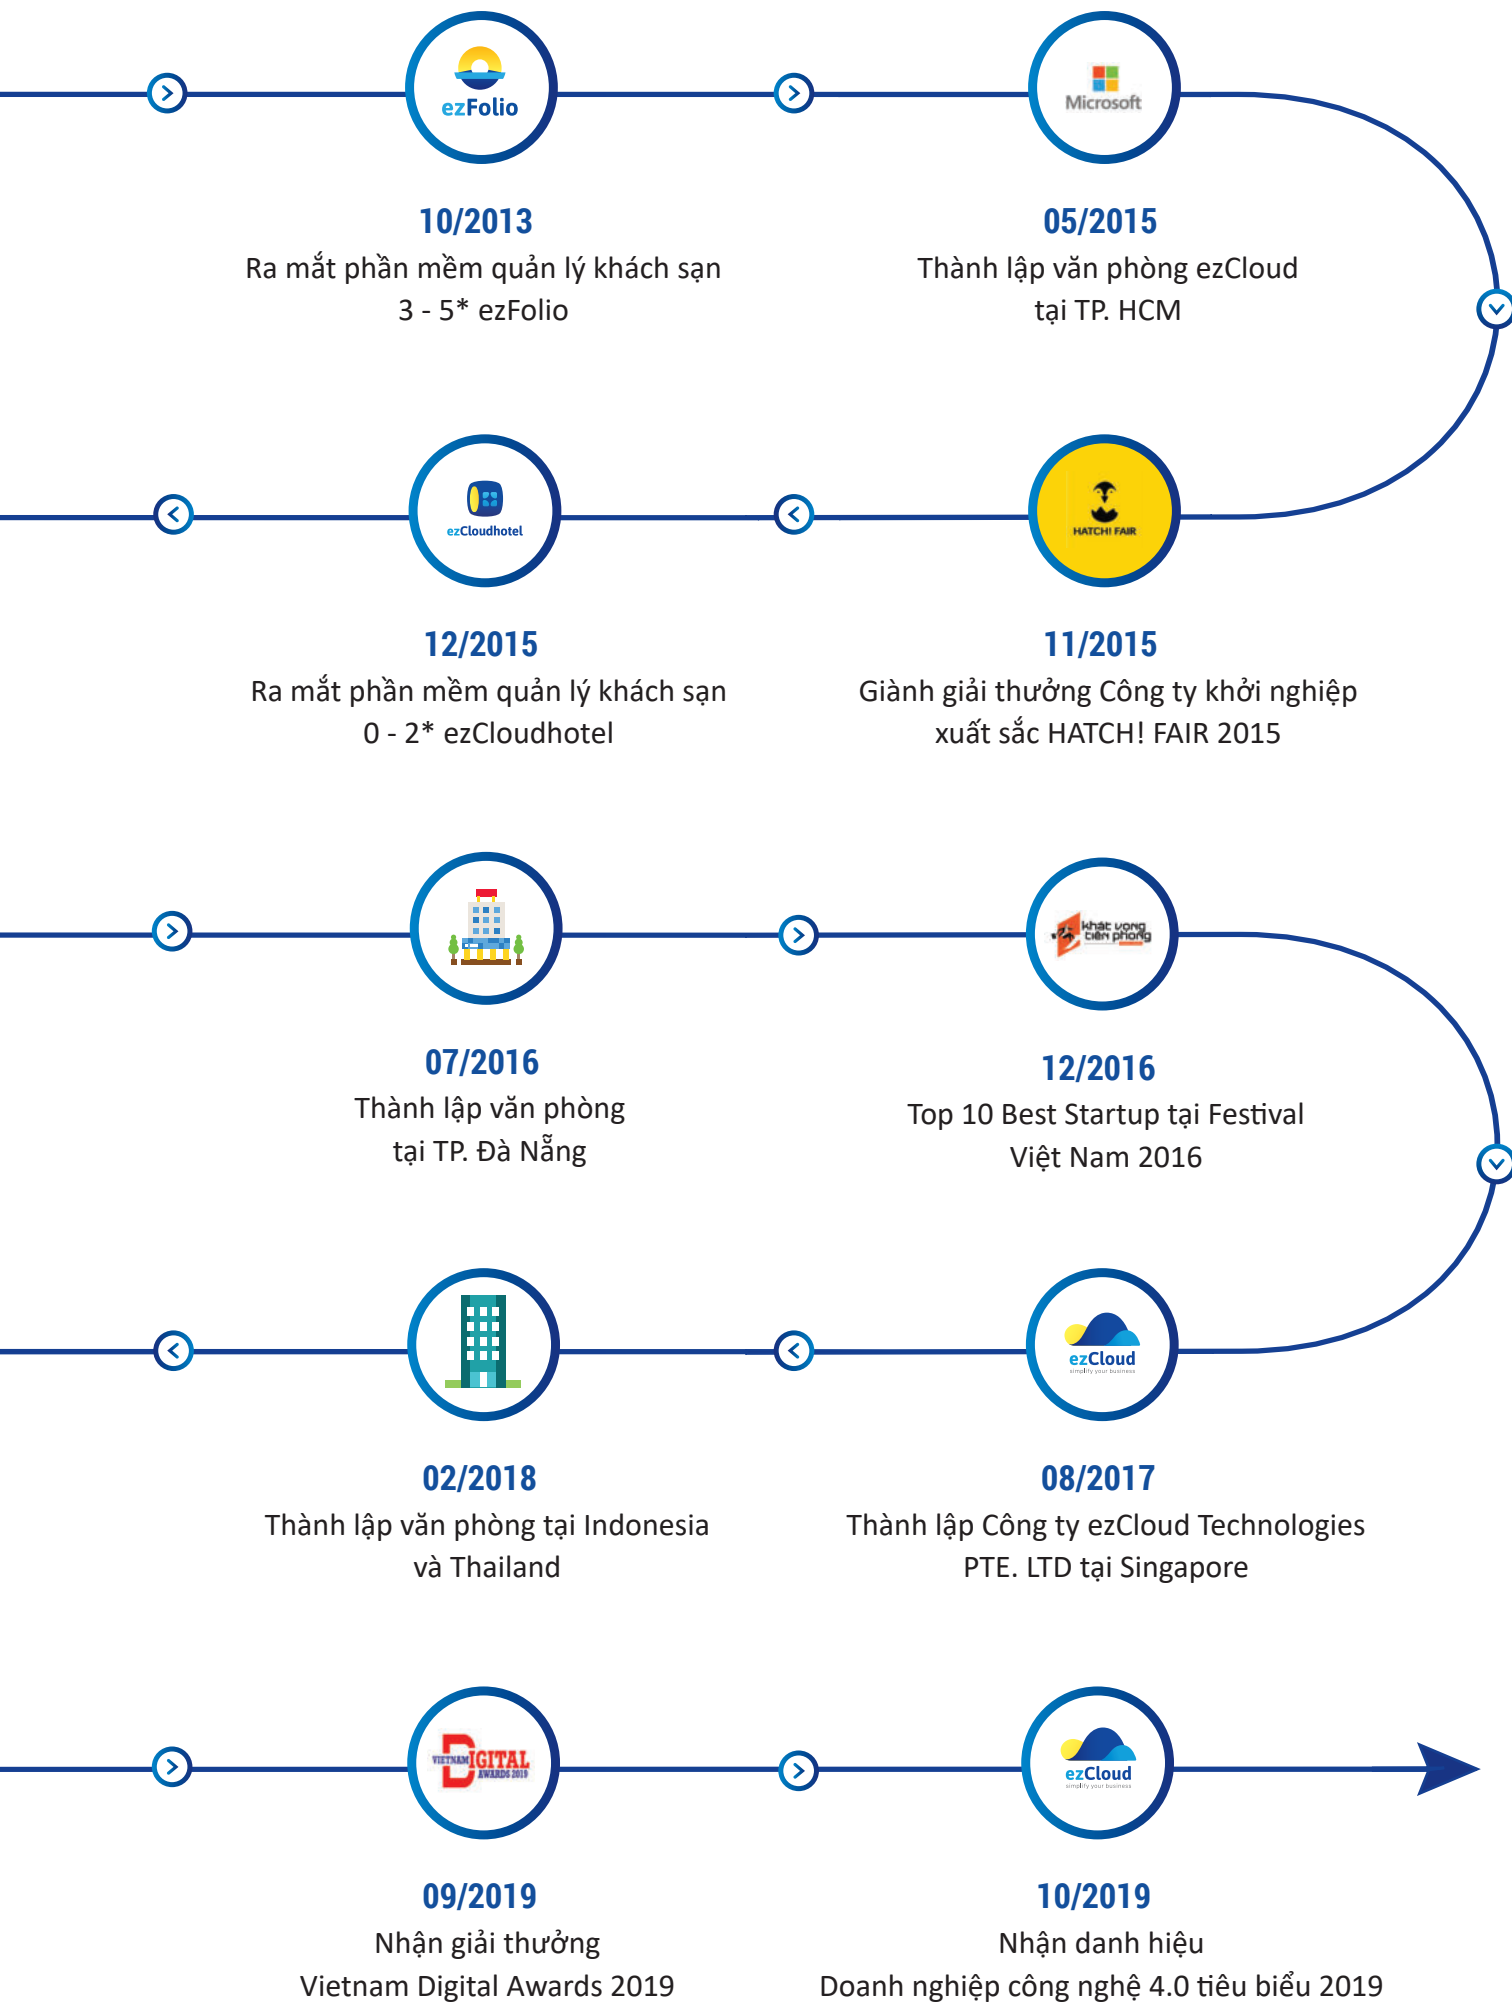 ezFolio
10/2013
Ra mắt phần mềm quản lý khách sạn
3 - 5* ezFolio
Microsoft
05/2015
Thành lập văn phòng ezCloud
tại TP. HCM
HATCH! FAIR
11/2015
Giành giải thưởng Công ty khởi nghiệp
xuất sắc HATCH! FAIR 2015
ezCloudhotel
12/2015
Ra mắt phần mềm quản lý khách sạn
0 - 2* ezCloudhotel
07/2016
Thành lập văn phòng
tại TP. Đà Nẵng
khát vọng
tiên phong
12/2016
Top 10 Best Startup tại Festival
Việt Nam 2016
ezCloud
simplify your business
08/2017
Thành lập Công ty ezCloud Technologies
PTE. LTD tại Singapore
02/2018
Thành lập văn phòng tại Indonesia
và Thailand
VIETNAM DIGITAL
AWARDS 2019
09/2019
Nhận giải thưởng
Vietnam Digital Awards 2019
ezCloud
simplify your business
10/2019
Nhận danh hiệu
Doanh nghiệp công nghệ 4.0 tiêu biểu 2019